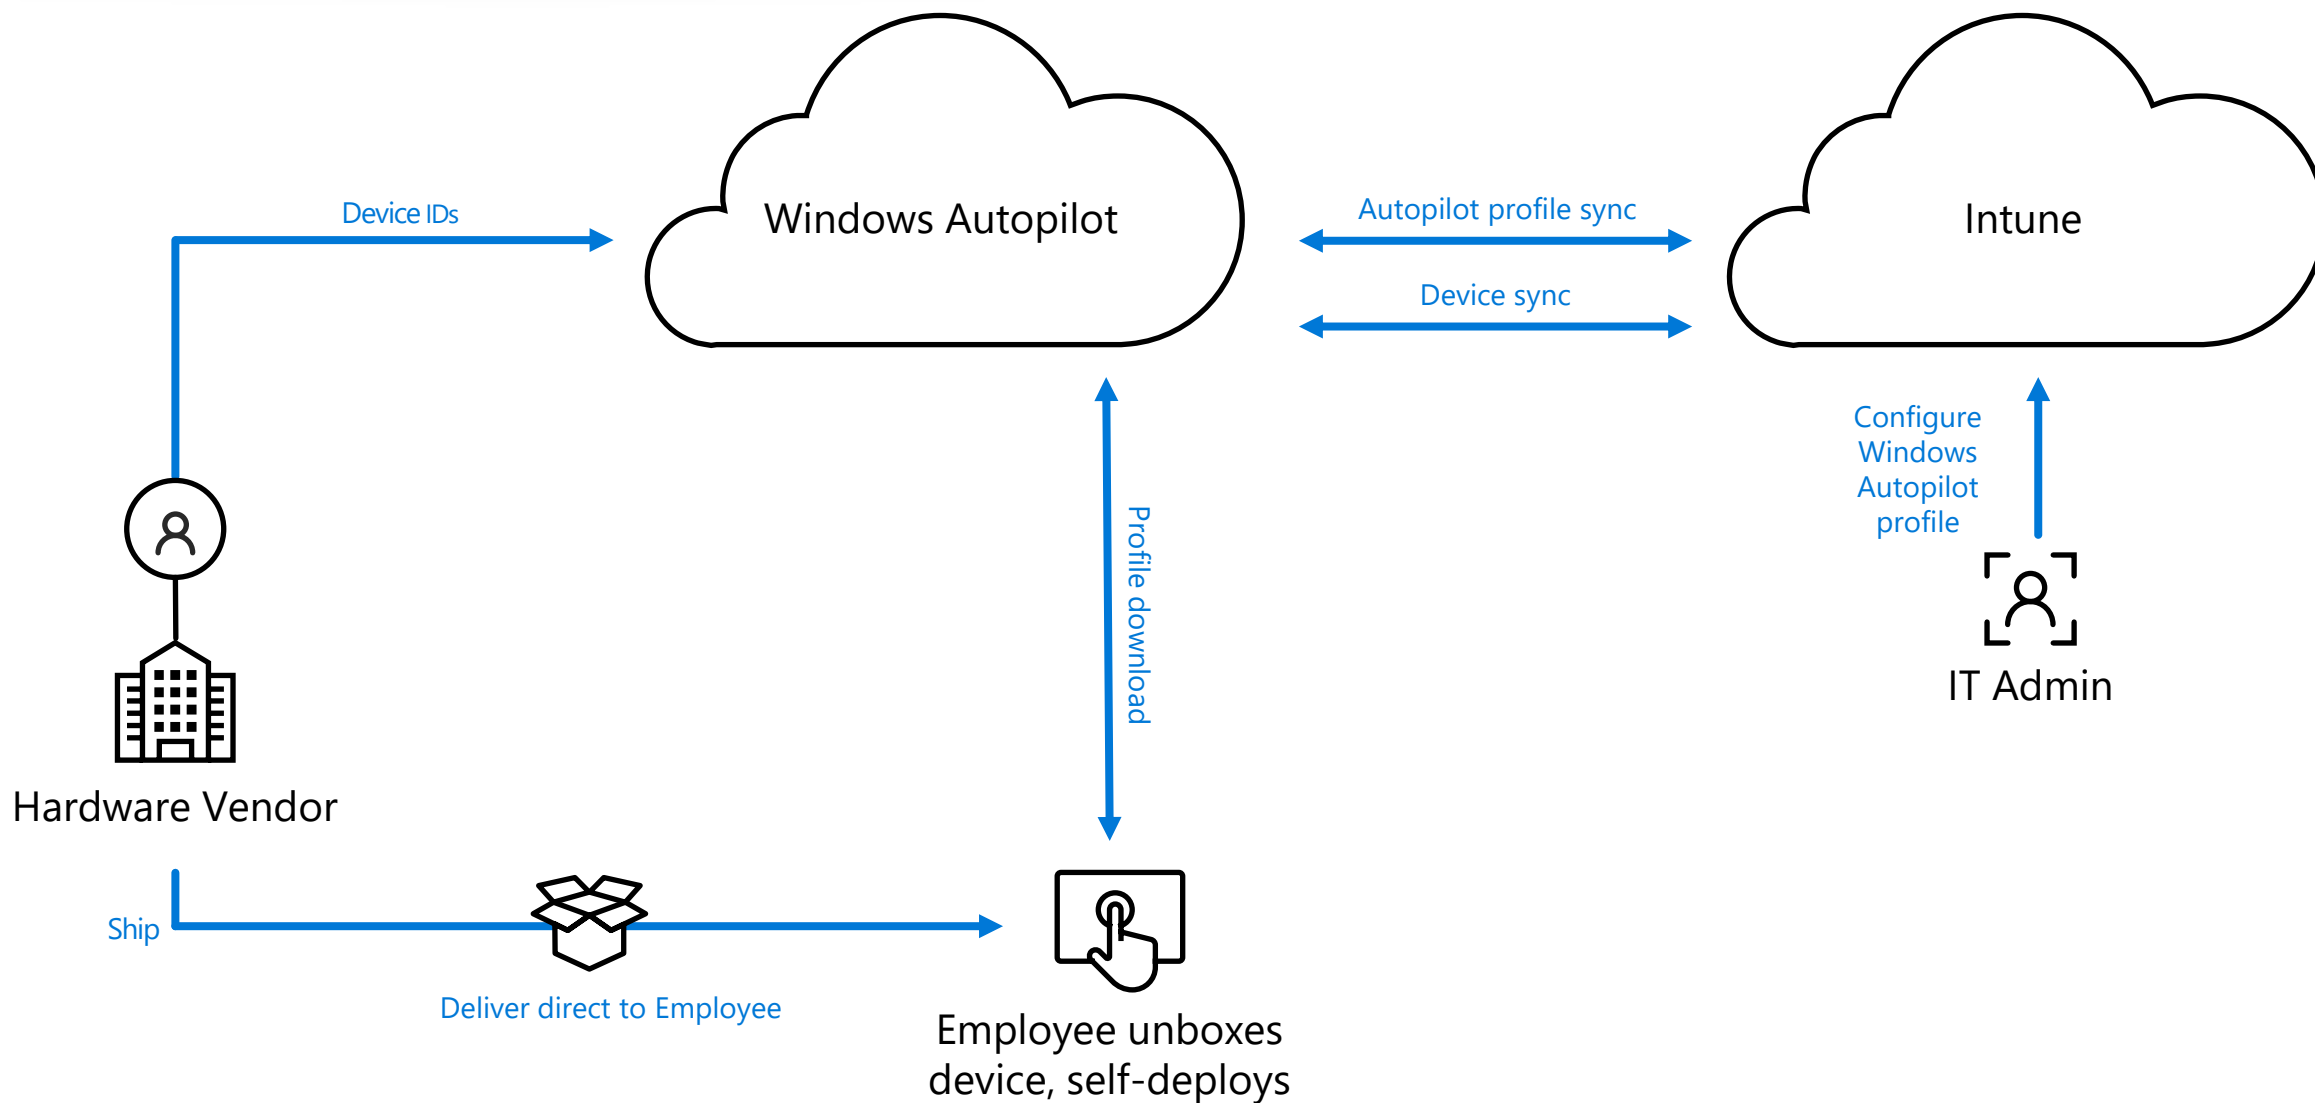 Windows Autopilot
Intune
Device IDs
Autopilot profile sync
Device sync
Configure
Windows
Autopilot
profile
Profile download
IT Admin
Hardware Vendor
Ship
Deliver direct to Employee
Employee unboxes
device, self-deploys